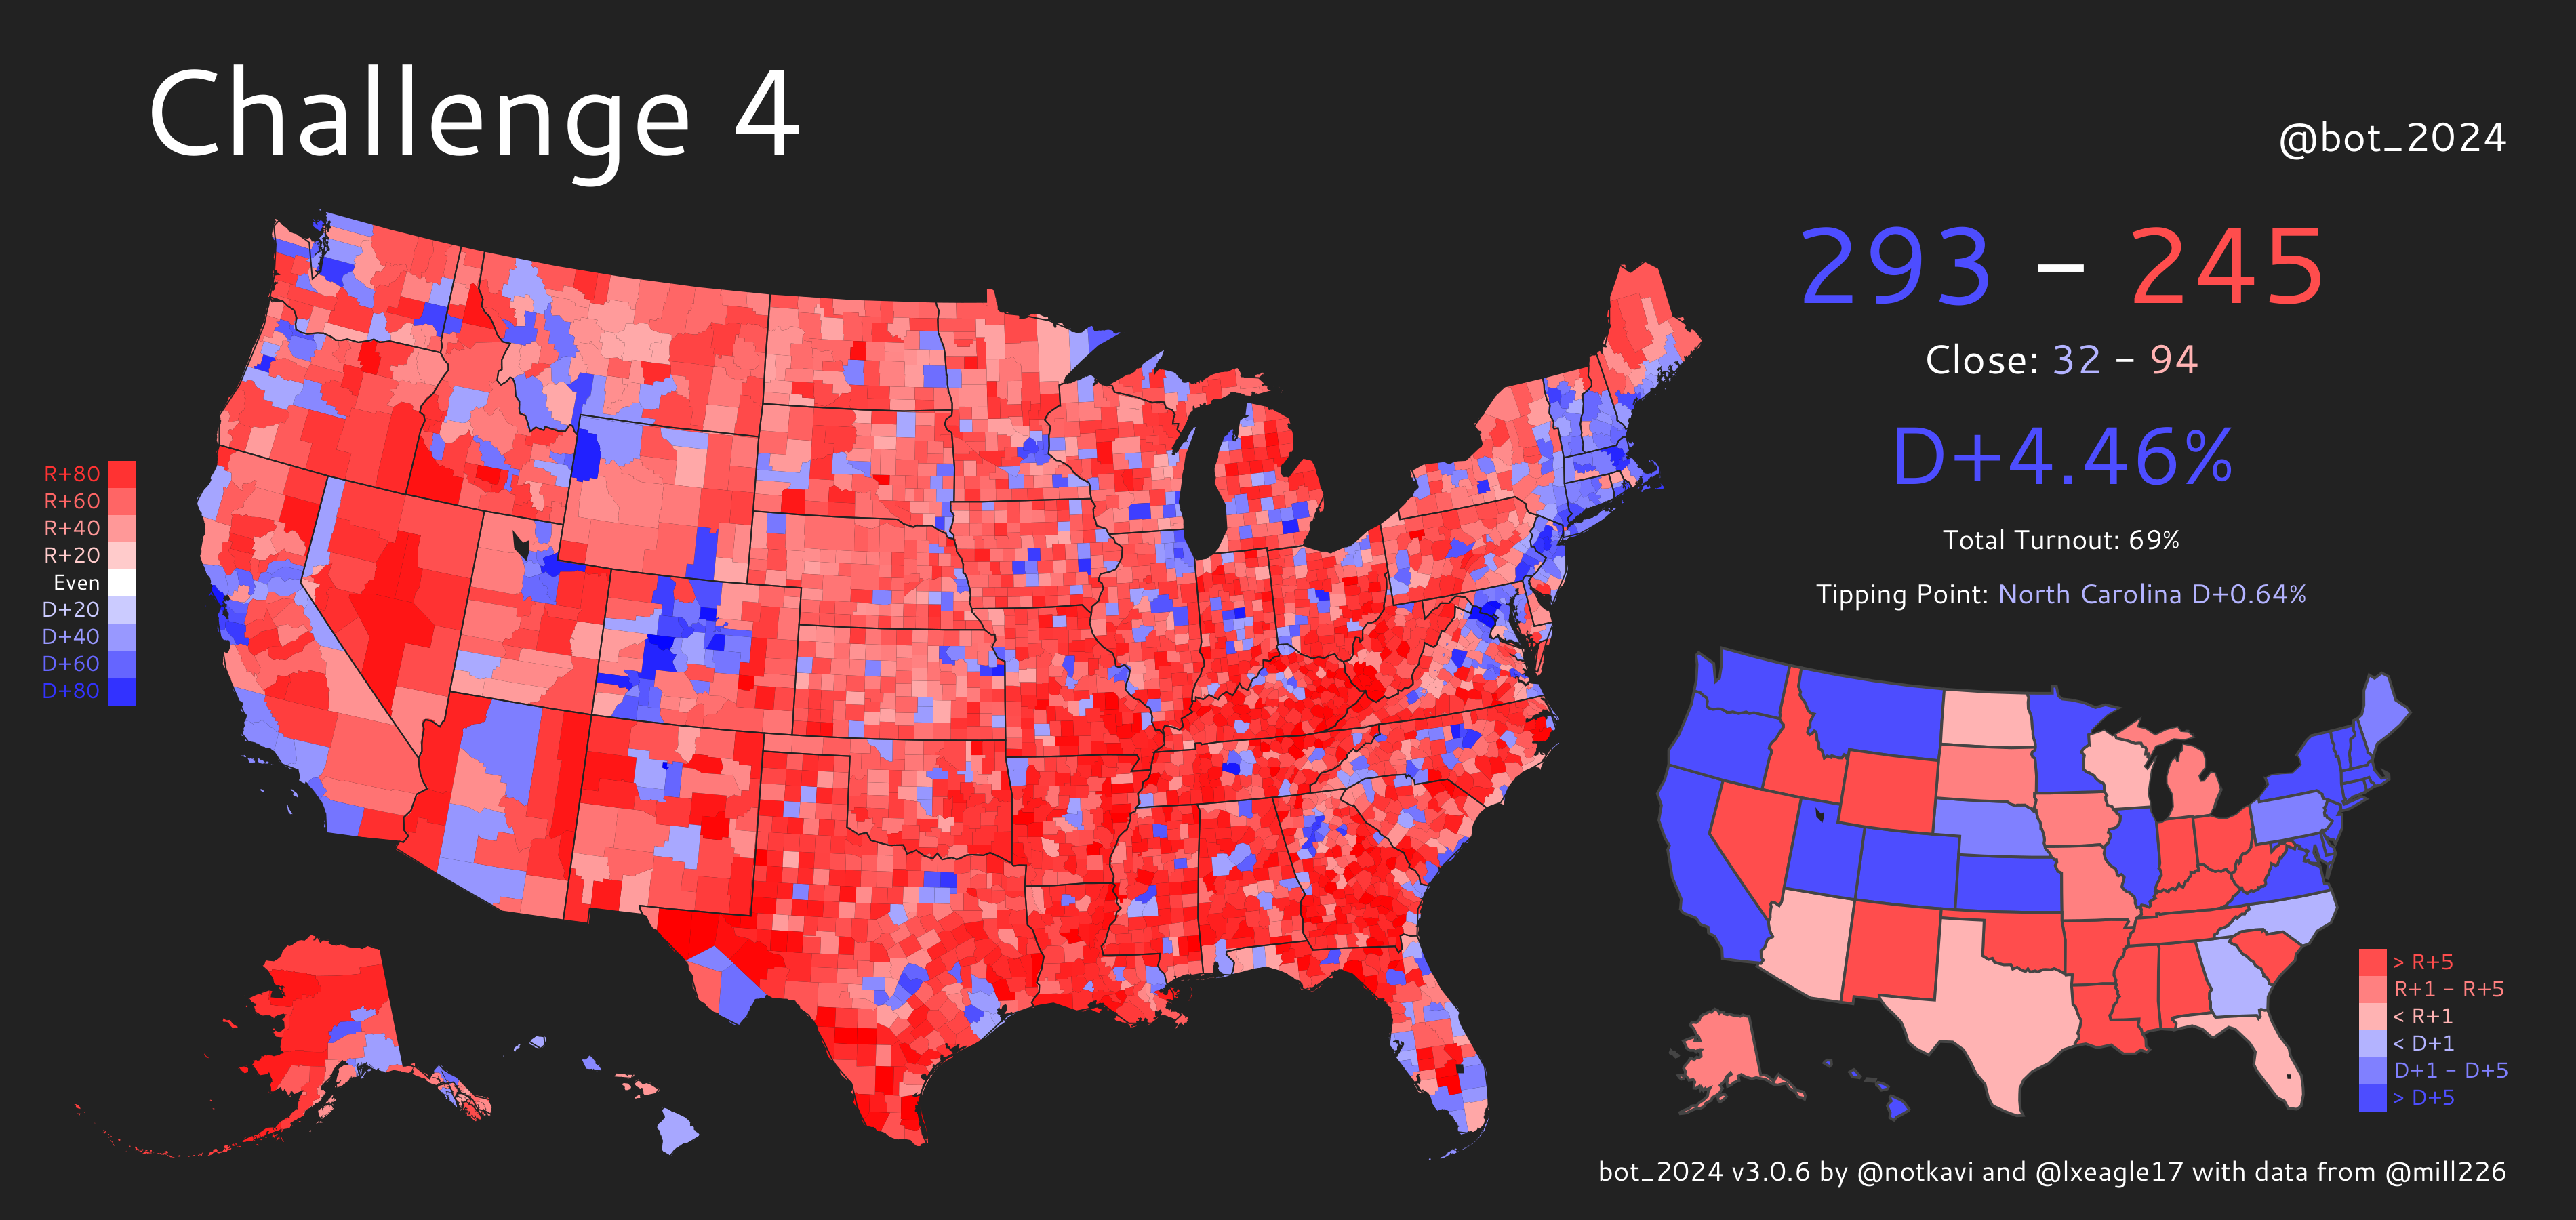 Challenge 4
@bot_2024
293 – 245
Close: 32 – 94
D+4.46%
Total Turnout: 69%
Tipping Point: North Carolina D+0.64%
R+80
R+60
R+40
R+20
Even
D+20
D+40
D+60
D+80
> R+5
R+1 – R+5
< R+1
< D+1
D+1 – D+5
> D+5
bot_2024 v3.0.6 by @notkavi and @lxeagle17 with data from @mill226